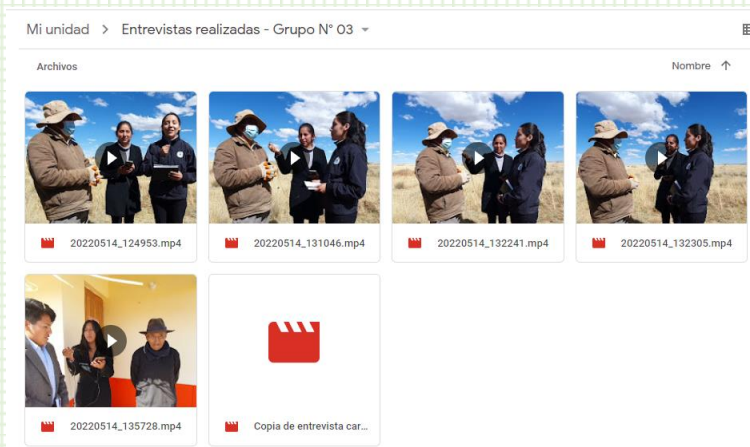 Mi unidad > Entrevistas realizadas - Grupo N° 03
Archivos
Nombre ↑
20220514_124953.mp4
20220514_131046.mp4
20220514_132241.mp4
20220514_132305.mp4
20220514_135728.mp4
Copia de entrevista car...